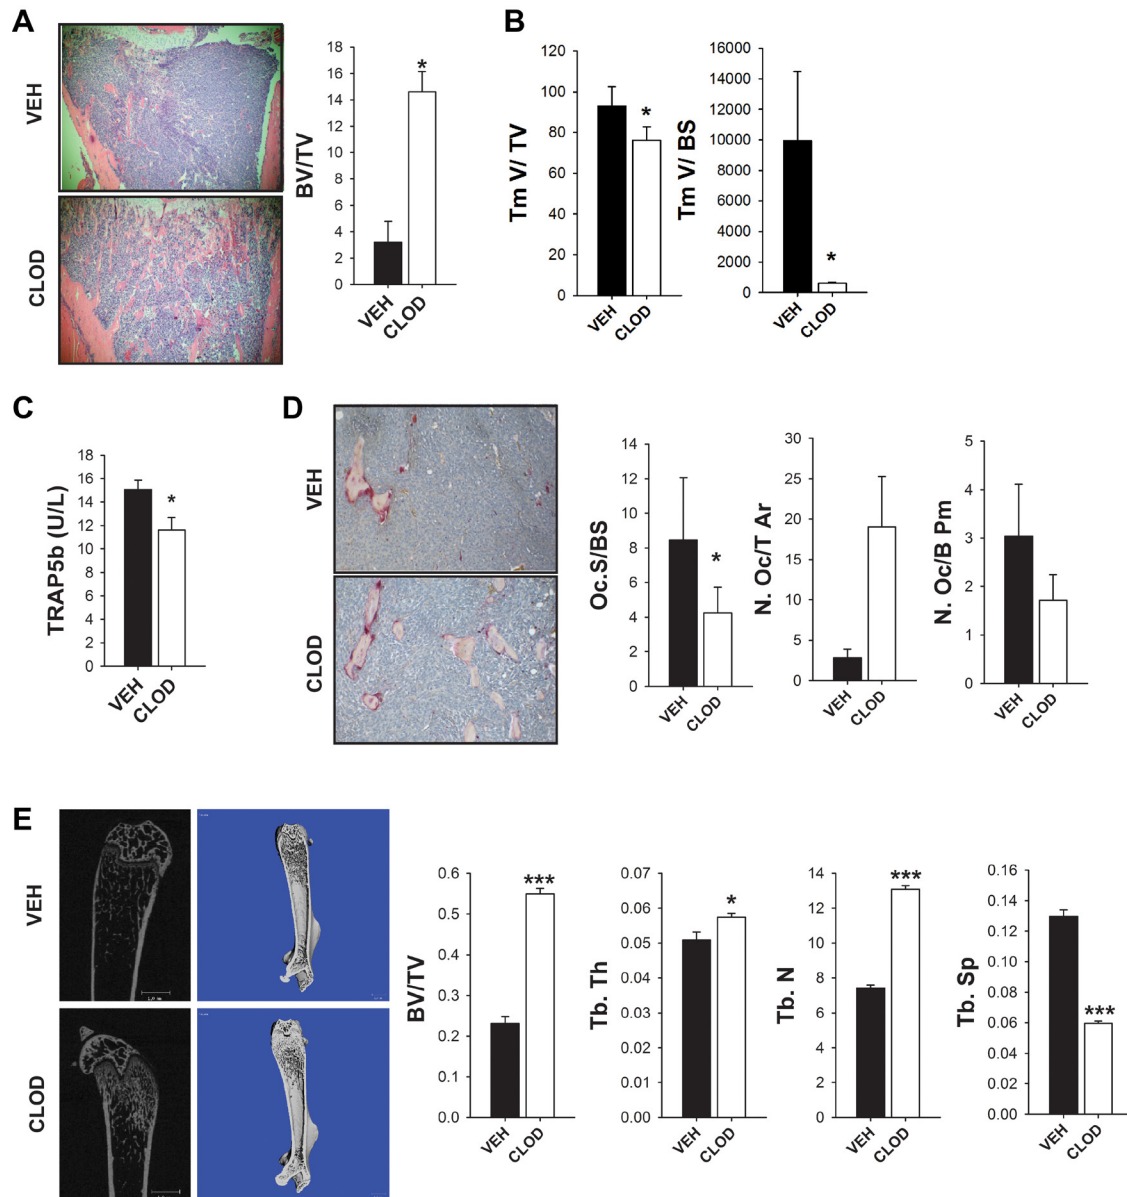 A
VEH
CLOD
BV/TV
18
16
14
12
10
8
6
4
2
0
*
VEH
CLOD
B
Tm V/ TV
120
100
80
60
40
20
0
*
VEH
CLOD
Tm V/ BS
16000
14000
12000
10000
8000
6000
4000
2000
0
*
VEH
CLOD
C
TRAP5b (U/L)
18
16
14
12
10
8
6
4
2
0
*
VEH
CLOD
D
VEH
CLOD
Oc.S/BS
14
12
10
8
6
4
2
0
*
VEH
CLOD
N. Oc/T Ar
30
25
20
15
10
5
0
VEH
CLOD
N. Oc/B Pm
5
4
3
2
1
0
VEH
CLOD
E
VEH
CLOD
BV/TV
0.6
0.5
0.4
0.3
0.2
0.1
0.0
***
VEH
CLOD
Tb. Th
0.07
0.06
0.05
0.04
0.03
0.02
0.01
0.00
*
VEH
CLOD
Tb. N
14
12
10
8
6
4
2
0
***
VEH
CLOD
Tb. Sp
0.16
0.14
0.12
0.10
0.08
0.06
0.04
0.02
0.00
***
VEH
CLOD